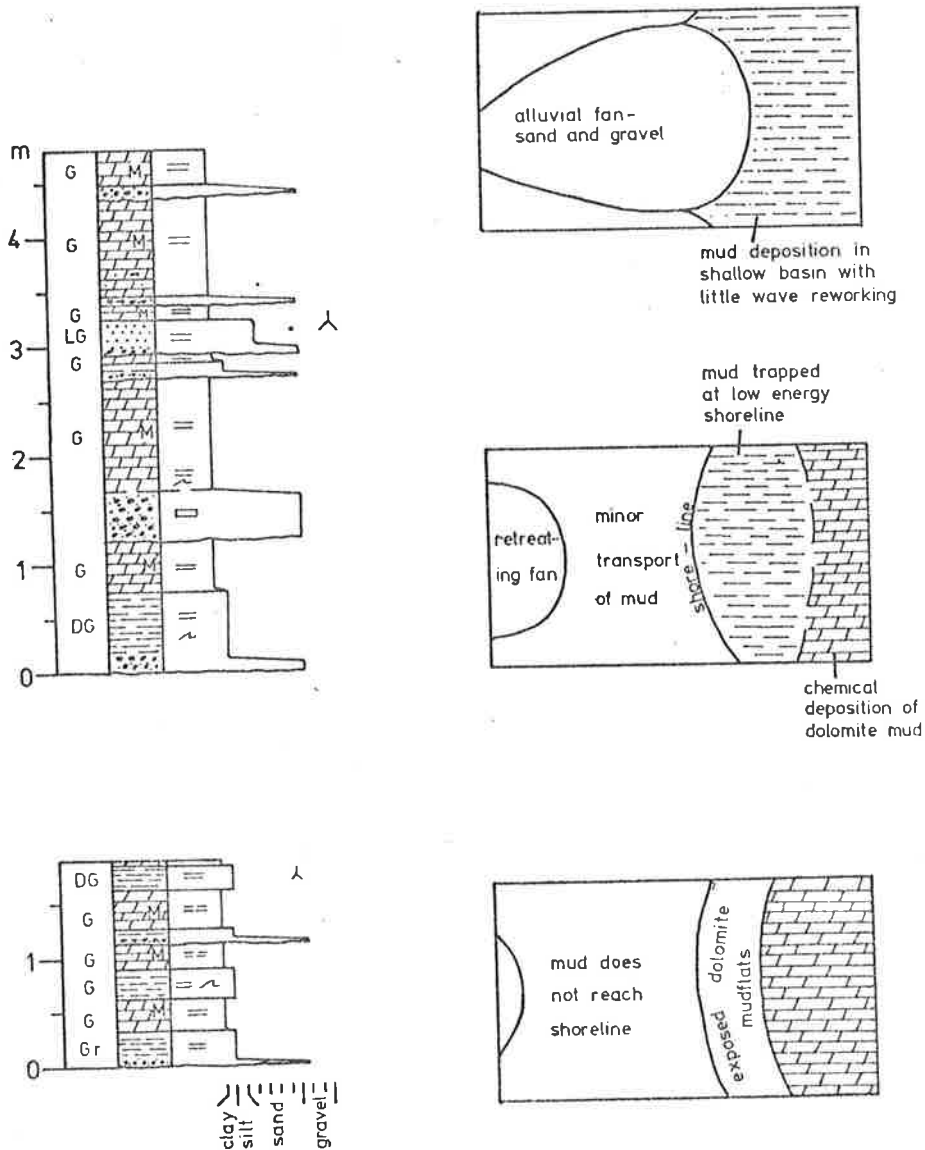 m
4
3
2
1
0
G
M
G
M
G
M
LG
G
G
M
G
M
DG
alluvial fan-
sand and gravel
mud deposition in
shallow basin with
little wave reworking
mud trapped
at low energy
shoreline
retreat-
ing fan
minor
transport
of mud
shore - line
chemical
deposition of
dolomite mud
1
0
DG
G
M
G
M
G
G
M
Gr
clay
silt
sand
gravel
mud does
not reach
shoreline
exposed dolomite
mudflats